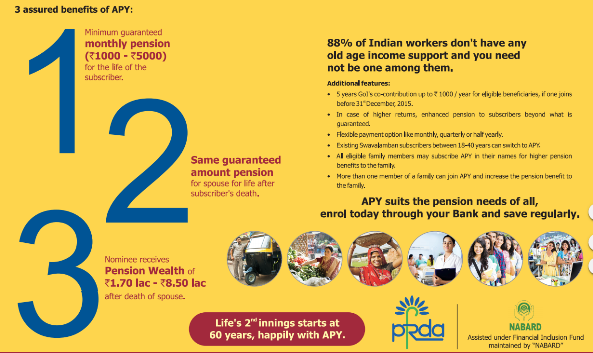 3 assured benefits of APY:
1
Minimum guaranteed
monthly pension
(₹1000 - ₹5000)
for the life of the
subscriber.
2
Same guaranteed
amount pension
for spouse for life after
subscriber's death.
3
Nominee receives
Pension Wealth of
₹1.70 lac - ₹8.50 lac
after death of spouse.
88% of Indian workers don't have any
old age income support and you need
not be one among them.
Additional features:
• 5 years GoI's co-contribution up to ₹ 1000 / year for eligible beneficiaries, if one joins
before 31st December, 2015.
• In case of higher returns, enhanced pension to subscribers beyond what is
guaranteed.
• Flexible payment option like monthly, quarterly or half yearly.
• Existing Swavalamban subscribers between 18-40 years can switch to APY.
• All eligible family members may subscribe APY in their names for higher pension
benefits to the family.
• More than one member of a family can join APY and increase the pension benefit to
the family.
APY suits the pension needs of all,
enrol today through your Bank and save regularly.
Life's 2nd innings starts at
60 years, happily with APY.
pfrda
NABARD
Assisted under Financial Inclusion Fund
maintained by "NABARD"